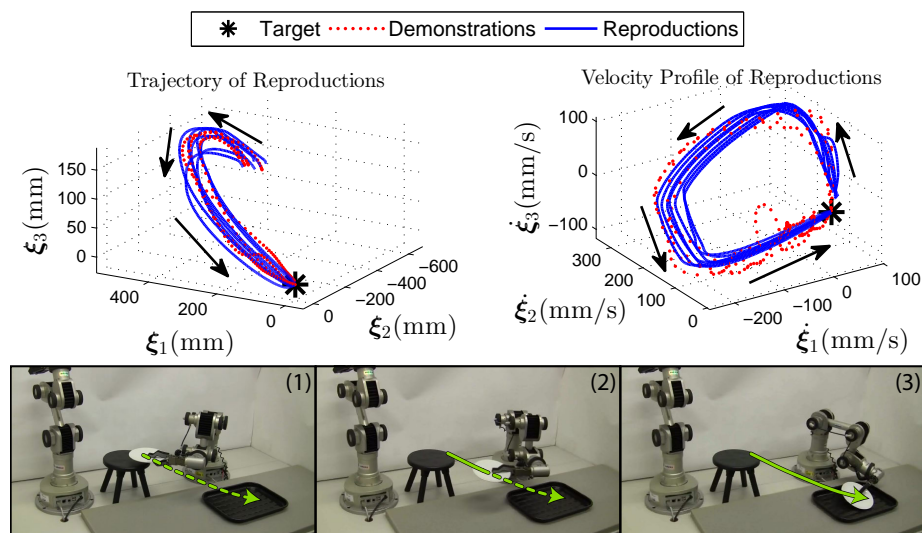 Target Demonstrations Reproductions
Trajectory of Reproductions
150
100
50
0
ξ₃(mm)
400
200
0
ξ₁(mm)
0
−200
−400
−600
ξ₂(mm)
Velocity Profile of Reproductions
100
0
−100
ξ̇₃(mm/s)
300
200
100
0
ξ̇₂(mm/s)
−200
−100
0
100
ξ̇₁(mm/s)
(1)
(2)
(3)